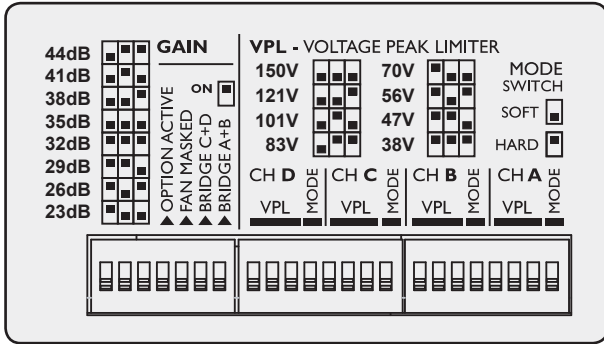 GAIN
44dB
41dB
38dB
35dB
32dB
29dB
26dB
23dB
OPTION ACTIVE
FAN MASKED
BRIDGE C+D
BRIDGE A+B
ON
VPL - VOLTAGE PEAK LIMITER
150V 70V
121V 56V
101V 47V
83V 38V
MODE
SWITCH
SOFT
HARD
CH D MODE CH C MODE CH B MODE CH A MODE
VPL VPL VPL VPL